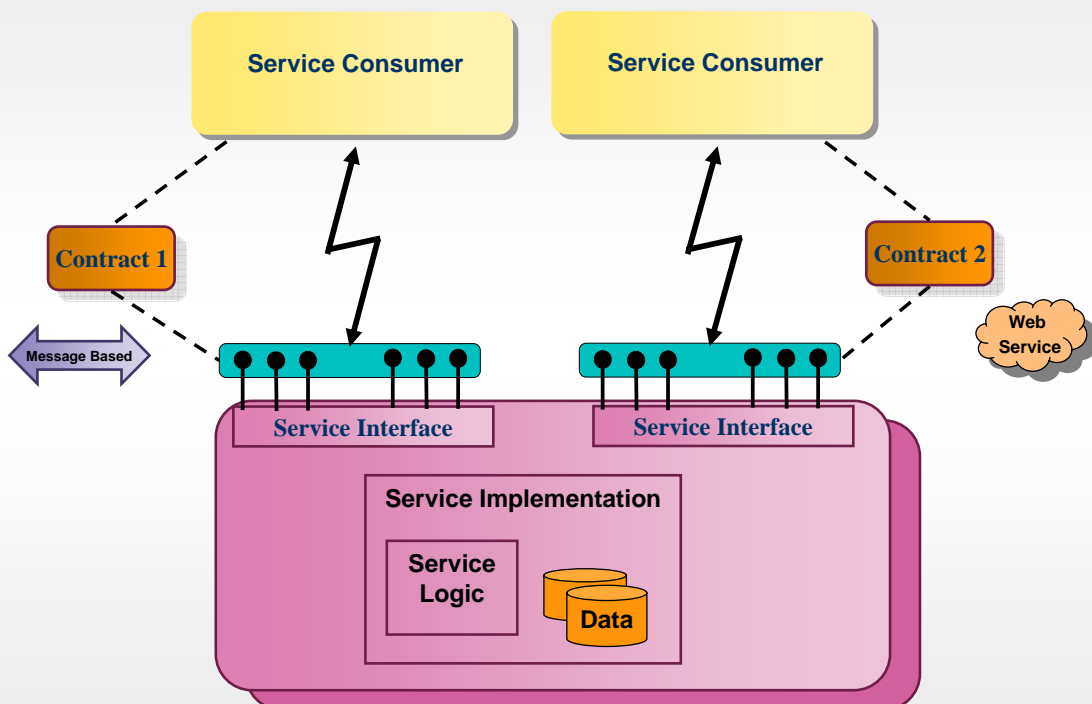 Service Consumer
Service Consumer
Contract 1
Contract 2
Message Based
Web
Service
Service Interface
Service Interface
Service Implementation
Service
Logic
Data